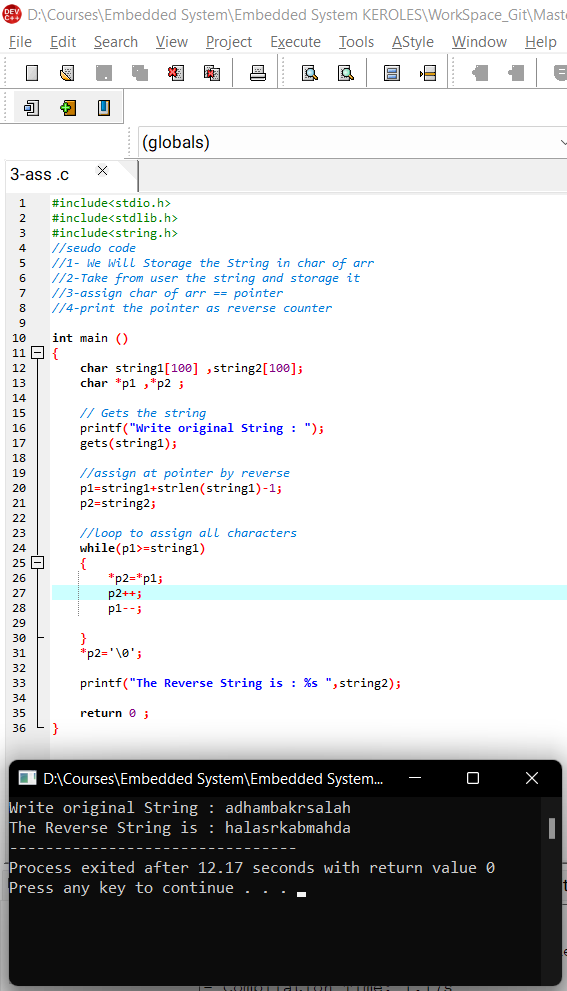 DEV C++ D:\Courses\Embedded System\Embedded System KEROLES\WorkSpace_Git\Mast
File Edit Search View Project Execute Tools AStyle Window Help
(globals)
3-ass .c
1 #include<stdio.h>
2 #include<stdlib.h>
3 #include<string.h>
4 //seudo code
5 //1- We Will Storage the String in char of arr
6 //2-Take from user the string and storage it
7 //3-assign char of arr == pointer
8 //4-print the pointer as reverse counter
9
10 int main ()
11 {
12 char string1[100] ,string2[100];
13 char *p1 ,*p2 ;
14
15 // Gets the string
16 printf("Write original String : ");
17 gets(string1);
18
19 //assign at pointer by reverse
20 p1=string1+strlen(string1)-1;
21 p2=string2;
22
23 //loop to assign all characters
24 while(p1>=string1)
25 {
26 *p2=*p1;
27 p2++;
28 p1--;
29
30 }
31 *p2='\0';
32
33 printf("The Reverse String is : %s ",string2);
34
35 return 0 ;
36 }
D:\Courses\Embedded System\Embedded System...
Write original String : adhambakrsalah
The Reverse String is : halasrkabmahda
--------------------------------
Process exited after 12.17 seconds with return value 0
Press any key to continue . . .